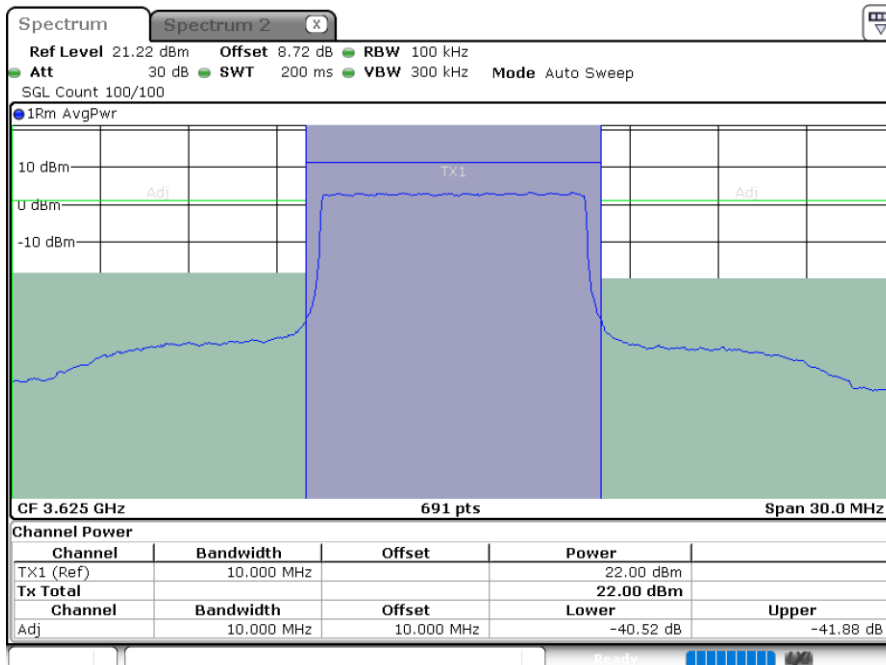 Spectrum Spectrum 2 X
Ref Level 21.22 dBm Offset 8.72 dB RBW 100 kHz
Att 30 dB SWT 200 ms VBW 300 kHz Mode Auto Sweep
SGL Count 100/100
1Rm AvgPwr
10 dBm
TX1
Adj Adj
0 dBm
-10 dBm
CF 3.625 GHz 691 pts Span 30.0 MHz
Channel Power
Channel Bandwidth Offset Power
TX1 (Ref) 10.000 MHz 22.00 dBm
Tx Total 22.00 dBm
Channel Bandwidth Offset Lower Upper
Adj 10.000 MHz 10.000 MHz -40.52 dB -41.88 dB
Ready